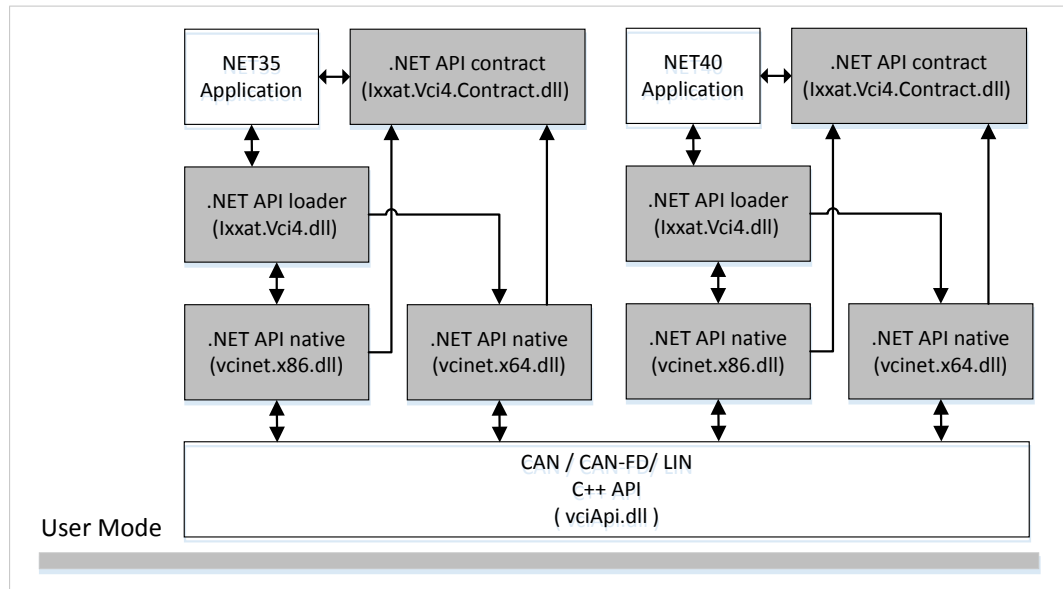 NET35
Application
.NET API contract
(Ixxat.Vci4.Contract.dll)
NET40
Application
.NET API contract
(Ixxat.Vci4.Contract.dll)
.NET API loader
(Ixxat.Vci4.dll)
.NET API loader
(Ixxat.Vci4.dll)
.NET API native
(vcinet.x86.dll)
.NET API native
(vcinet.x64.dll)
.NET API native
(vcinet.x86.dll)
.NET API native
(vcinet.x64.dll)
CAN / CAN-FD/ LIN
C++ API
( vciApi.dll )
User Mode